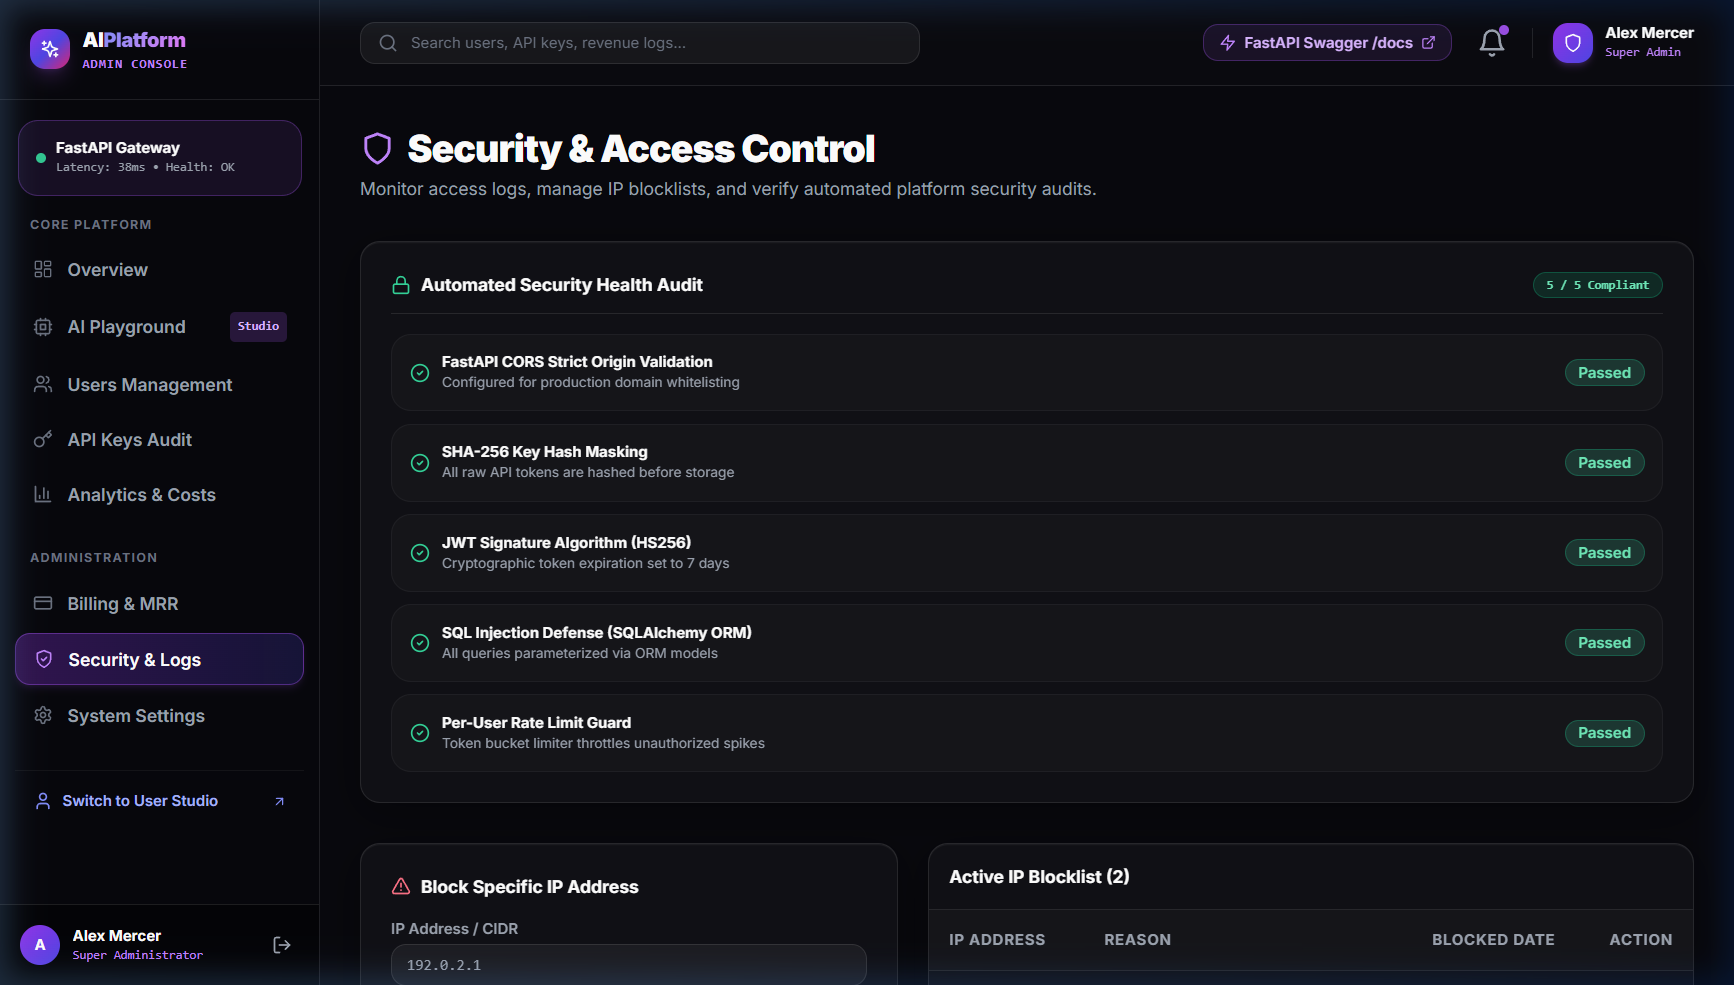 AIPlatform
ADMIN CONSOLE
Search users, API keys, revenue logs...
FastAPI Swagger /docs
Alex Mercer
Super Admin
FastAPI Gateway
Latency: 38ms • Health: OK
CORE PLATFORM
Overview
AI Playground
Studio
Users Management
API Keys Audit
Analytics & Costs
ADMINISTRATION
Billing & MRR
Security & Logs
System Settings
Switch to User Studio
A
Alex Mercer
Super Administrator
Security & Access Control
Monitor access logs, manage IP blocklists, and verify automated platform security audits.
Automated Security Health Audit
5 / 5 Compliant
FastAPI CORS Strict Origin Validation
Configured for production domain whitelisting
Passed
SHA-256 Key Hash Masking
All raw API tokens are hashed before storage
Passed
JWT Signature Algorithm (HS256)
Cryptographic token expiration set to 7 days
Passed
SQL Injection Defense (SQLAlchemy ORM)
All queries parameterized via ORM models
Passed
Per-User Rate Limit Guard
Token bucket limiter throttles unauthorized spikes
Passed
Block Specific IP Address
IP Address / CIDR
192.0.2.1
Active IP Blocklist (2)
IP ADDRESS REASON BLOCKED DATE ACTION